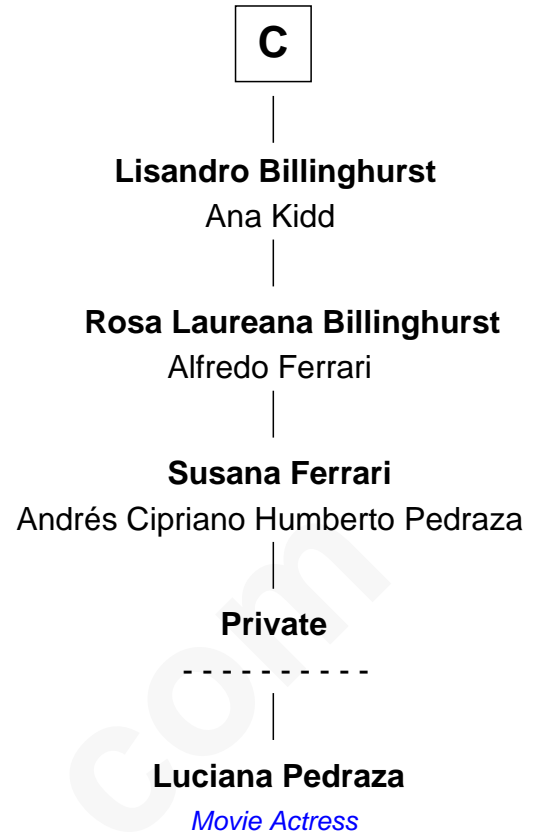 C
Lisandro Billinghurst
Ana Kidd
Rosa Laureana Billinghurst
Alfredo Ferrari
Susana Ferrari
Andrés Cipriano Humberto Pedraza
Private
- - - - - - - - - -
Luciana Pedraza
Movie Actress
com